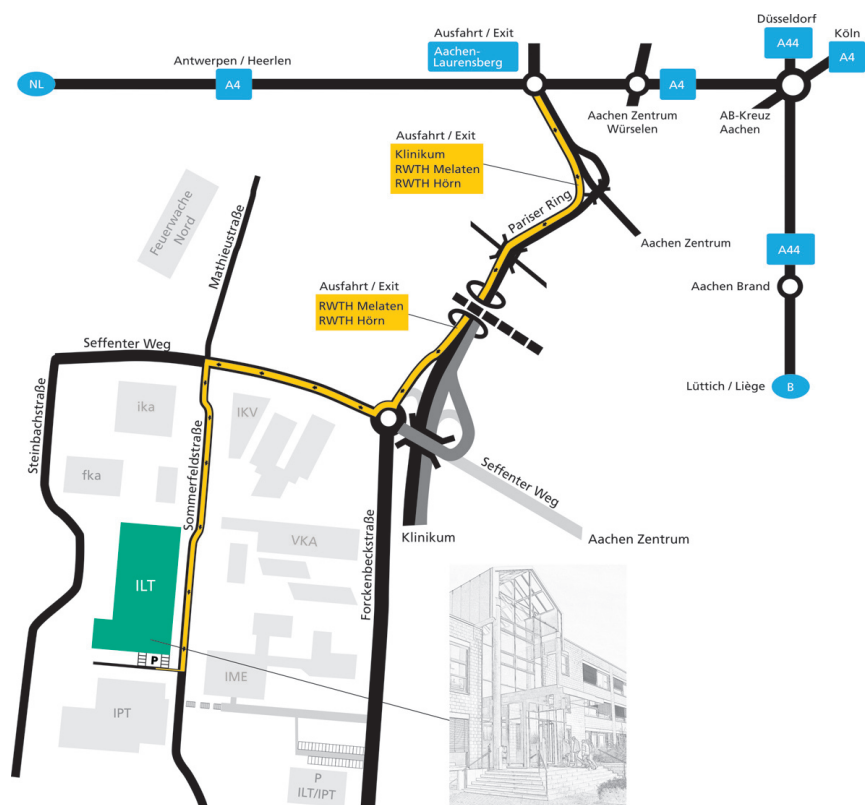 Düsseldorf
Köln
A44
A4
Ausfahrt / Exit
Aachen-
Laurensberg
Antwerpen / Heerlen
NL
A4
A4
Aachen Zentrum
Würselen
AB-Kreuz
Aachen
Ausfahrt / Exit
Klinikum
RWTH Melaten
RWTH Hörn
Pariser Ring
Aachen Zentrum
A44
Aachen Brand
Lüttich / Liège
B
Feuerwache
Nord
Mathieustraße
Ausfahrt / Exit
RWTH Melaten
RWTH Hörn
Seffenter Weg
Steinbachstraße
ika
IKV
fka
Sommerfeldstraße
Seffenter Weg
Klinikum
Aachen Zentrum
VKA
Forckenbeckstraße
ILT
P
IME
IPT
P
ILT/IPT